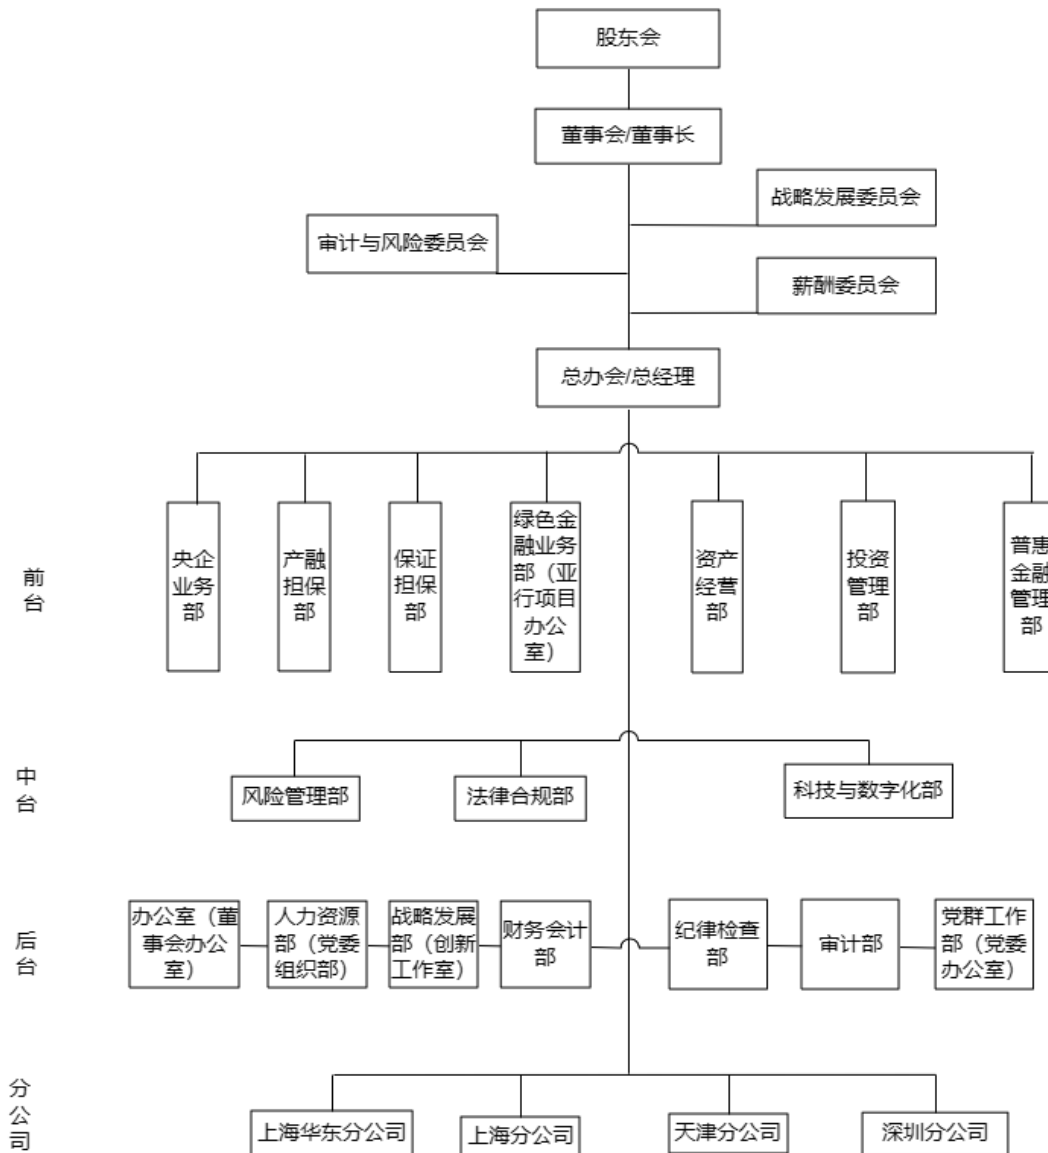 股东会
董事会/董事长
战略发展委员会
审计与风险委员会
薪酬委员会
总办会/总经理
前
台
央企
业务
部
产融
担保
部
保证
担保
部
绿色金
融业务
部（亚
行项目
办公
室）
资产
经营
部
投资
管理
部
普惠
金融
管理
部
中
台
风险管理部
法律合规部
科技与数字化部
后
台
办公室（董
事会办公
室）
人力资源
部（党委
组织部）
战略发展
部（创新
工作室）
财务会计
部
纪律检查
部
审计部
党群工作
部（党委
办公室）
分
公
司
上海华东分公司
上海分公司
天津分公司
深圳分公司